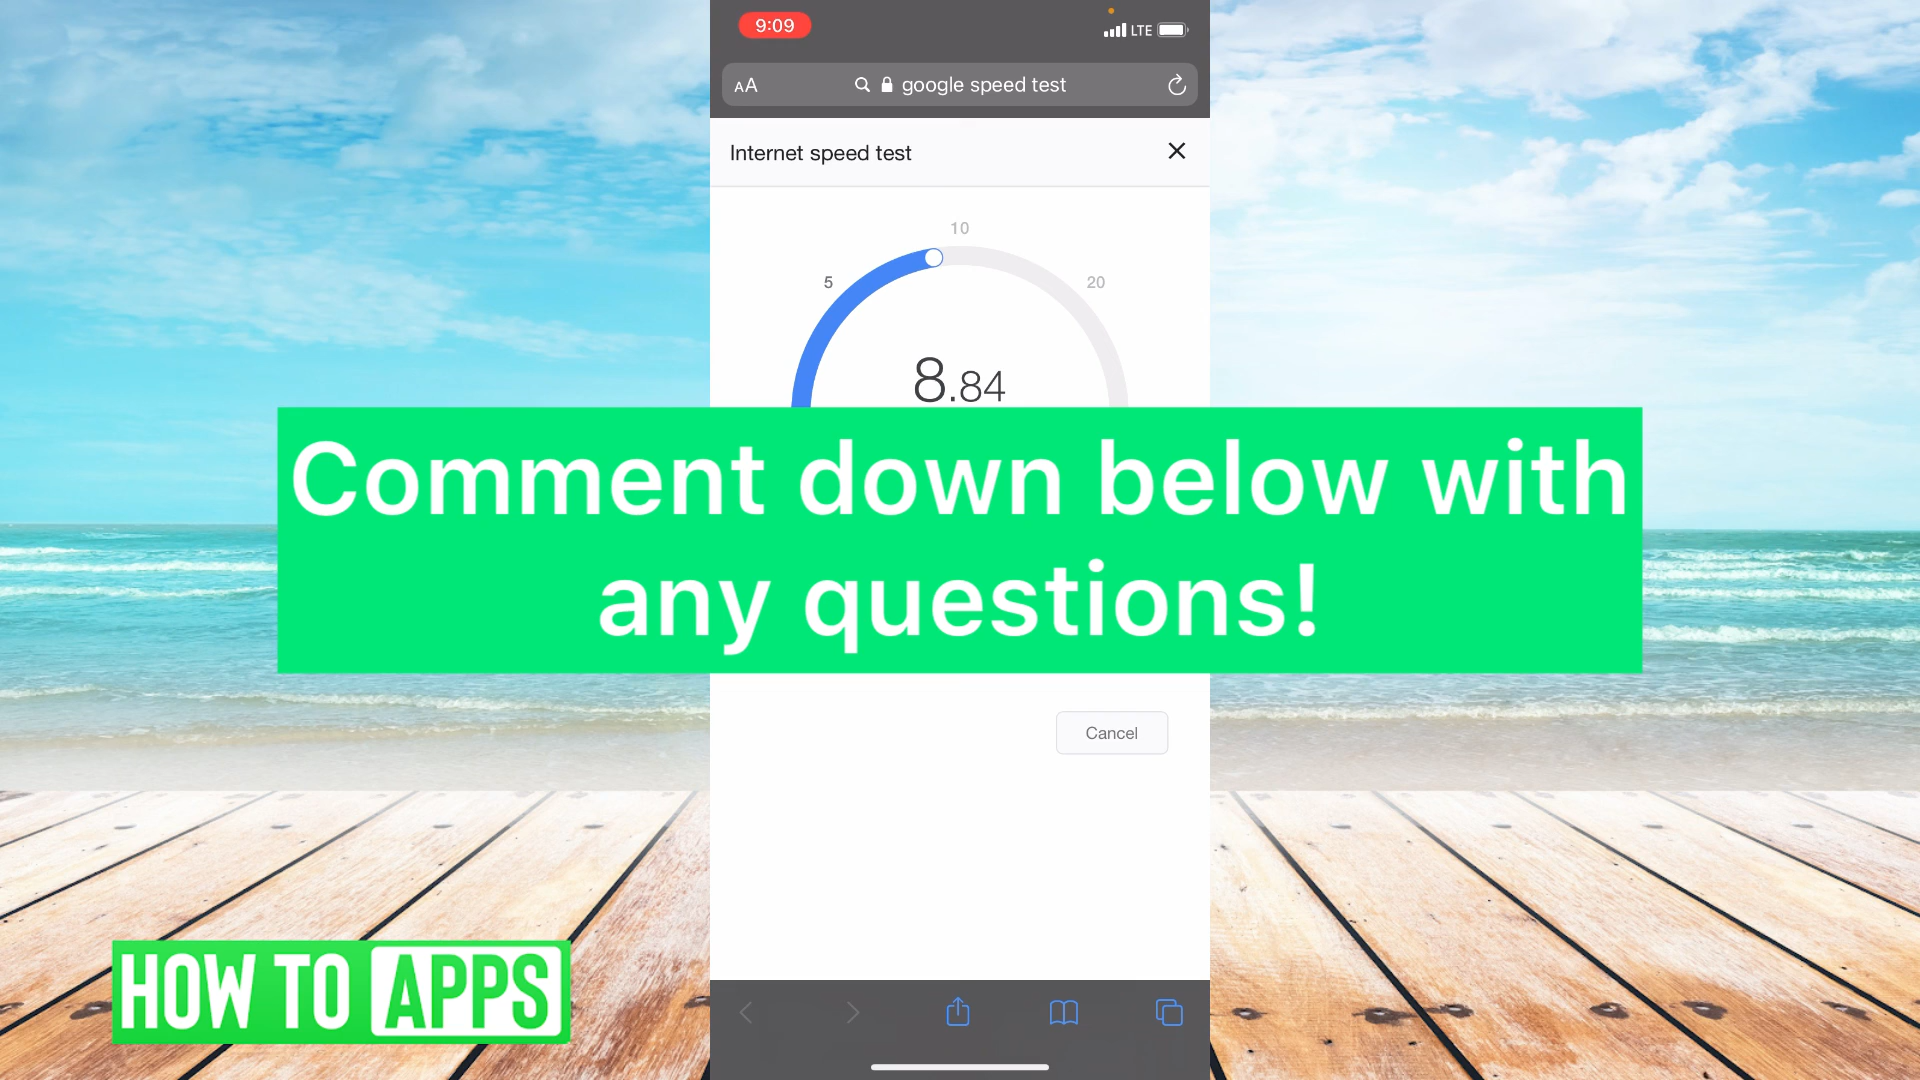 9:09
LTE
AA
google speed test
Internet speed test
10
5
20
8.84
Comment down below with
any questions!
Cancel
HOW TO APPS